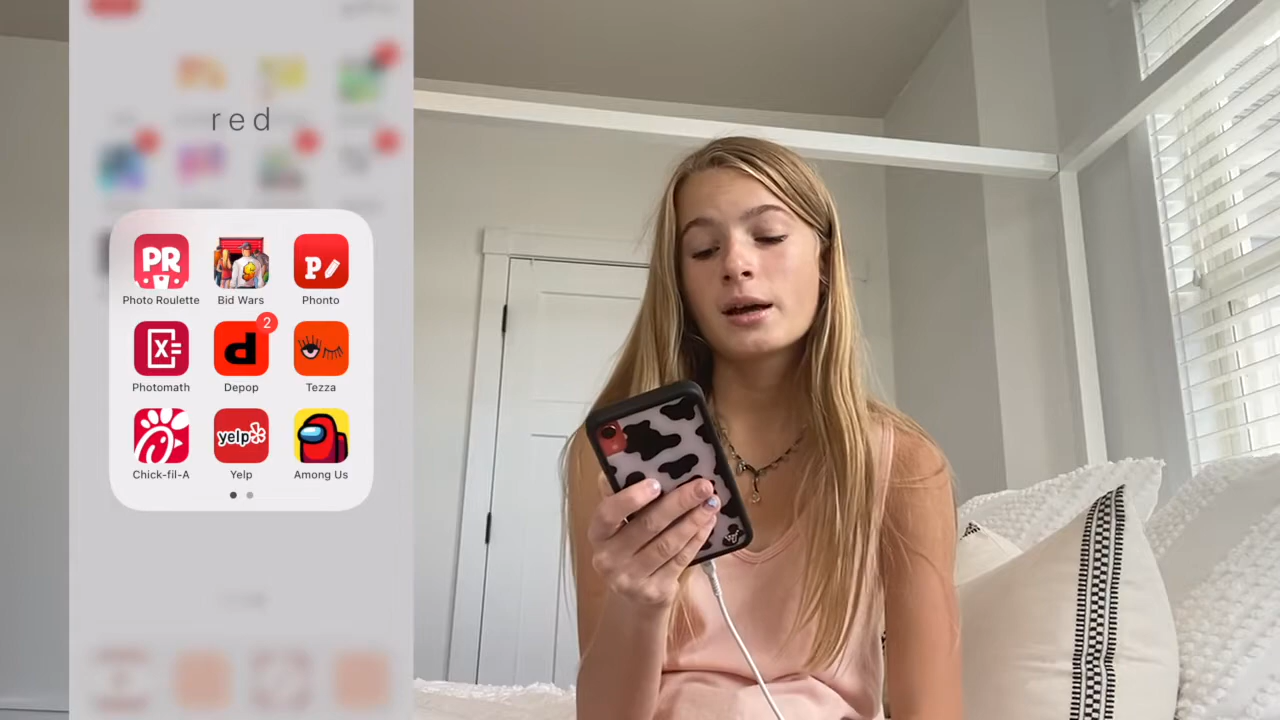 red
PR
P
Photo Roulette Bid Wars Phonto
X
2
d
Photomath Depop Tezza
yelp
Chick-fil-A Yelp Among Us